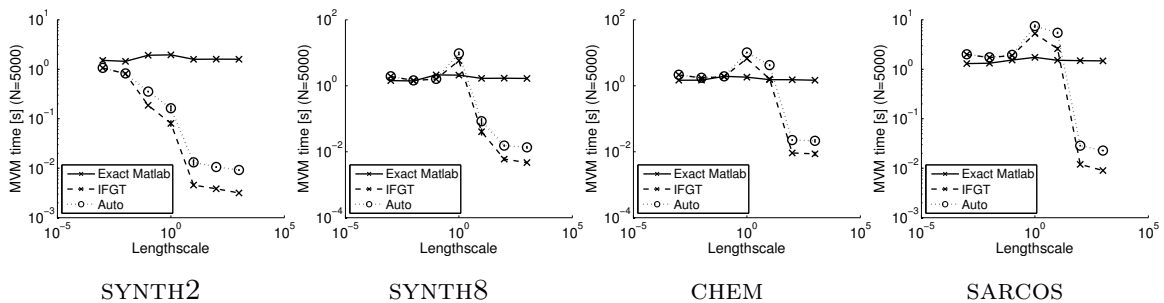 MVM time [s] (N=5000)
10^1
10^0
10^−1
10^−2
10^−3
Exact Matlab
IFGT
Auto
10^−5
10^0
10^5
Lengthscale
SYNTH2
MVM time [s] (N=5000)
10^2
10^0
10^−2
10^−4
Exact Matlab
IFGT
Auto
10^−5
10^0
10^5
Lengthscale
SYNTH8
MVM time [s] (N=5000)
10^2
10^0
10^−2
10^−4
Exact Matlab
IFGT
Auto
10^−5
10^0
10^5
Lengthscale
CHEM
MVM time [s] (N=5000)
10^1
10^0
10^−1
10^−2
10^−3
Exact Matlab
IFGT
Auto
10^−5
10^0
10^5
Lengthscale
SARCOS